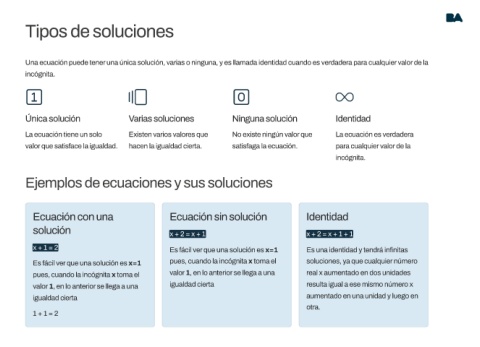 BA
Tipos de soluciones
Una ecuación puede tener una única solución, varias o ninguna, y es llamada identidad cuando es verdadera para cualquier valor de la
incógnita.
1
0
Única solución
Varias soluciones
Ninguna solución
Identidad
La ecuación tiene un solo
valor que satisface la igualdad.
Existen varios valores que
hacen la igualdad cierta.
No existe ningún valor que
satisfaga la ecuación.
La ecuación es verdadera
para cualquier valor de la
incógnita.
Ejemplos de ecuaciones y sus soluciones
Ecuación con una
solución
x + 1 = 2
Es fácil ver que una solución es x=1
pues, cuando la incógnita x toma el
valor 1, en lo anterior se llega a una
igualdad cierta
1 + 1 = 2
Ecuación sin solución
x + 2 = x + 1
Es fácil ver que una solución es x=1
pues, cuando la incógnita x toma el
valor 1, en lo anterior se llega a una
igualdad cierta
Identidad
x + 2 = x + 1 + 1
Es una identidad y tendrá infinitas
soluciones, ya que cualquier número
real x aumentado en dos unidades
resulta igual a ese mismo número x
aumentado en una unidad y luego en
otra.